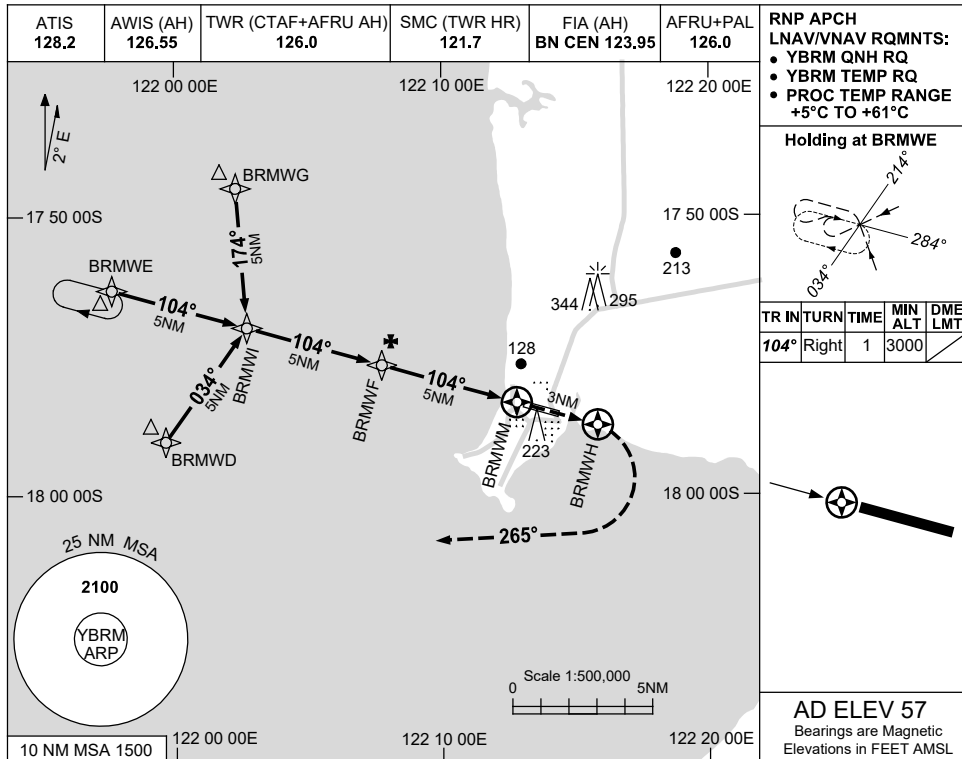 ATIS
128.2
AWIS (AH)
126.55
TWR (CTAF+AFRU AH)
126.0
SMC (TWR HR)
121.7
FIA (AH)
BN CEN 123.95
AFRU+PAL
126.0
RNP APCH
LNAV/VNAV RQMNTS:
• YBRM QNH RQ
• YBRM TEMP RQ
• PROC TEMP RANGE
+5°C TO +61°C
122 00 00E
122 10 00E
122 20 00E
2° E
BRMWG
17 50 00S
17 50 00S
174°
5NM
BRMWE
104°
5NM
BRMWI
104°
5NM
034°
5NM
BRMWD
BRMWF
104°
5NM
BRMWM
3NM
BRMWH
128
223
344
295
213
265°
18 00 00S
18 00 00S
25 NM MSA
2100
YBRM
ARP
10 NM MSA 1500
Scale 1:500,000
0
5NM
122 00 00E
122 10 00E
122 20 00E
Holding at BRMWE
214°
284°
034°
TR IN
TURN
TIME
MIN
ALT
DME
LMT
104°
Right
1
3000
AD ELEV 57
Bearings are Magnetic
Elevations in FEET AMSL